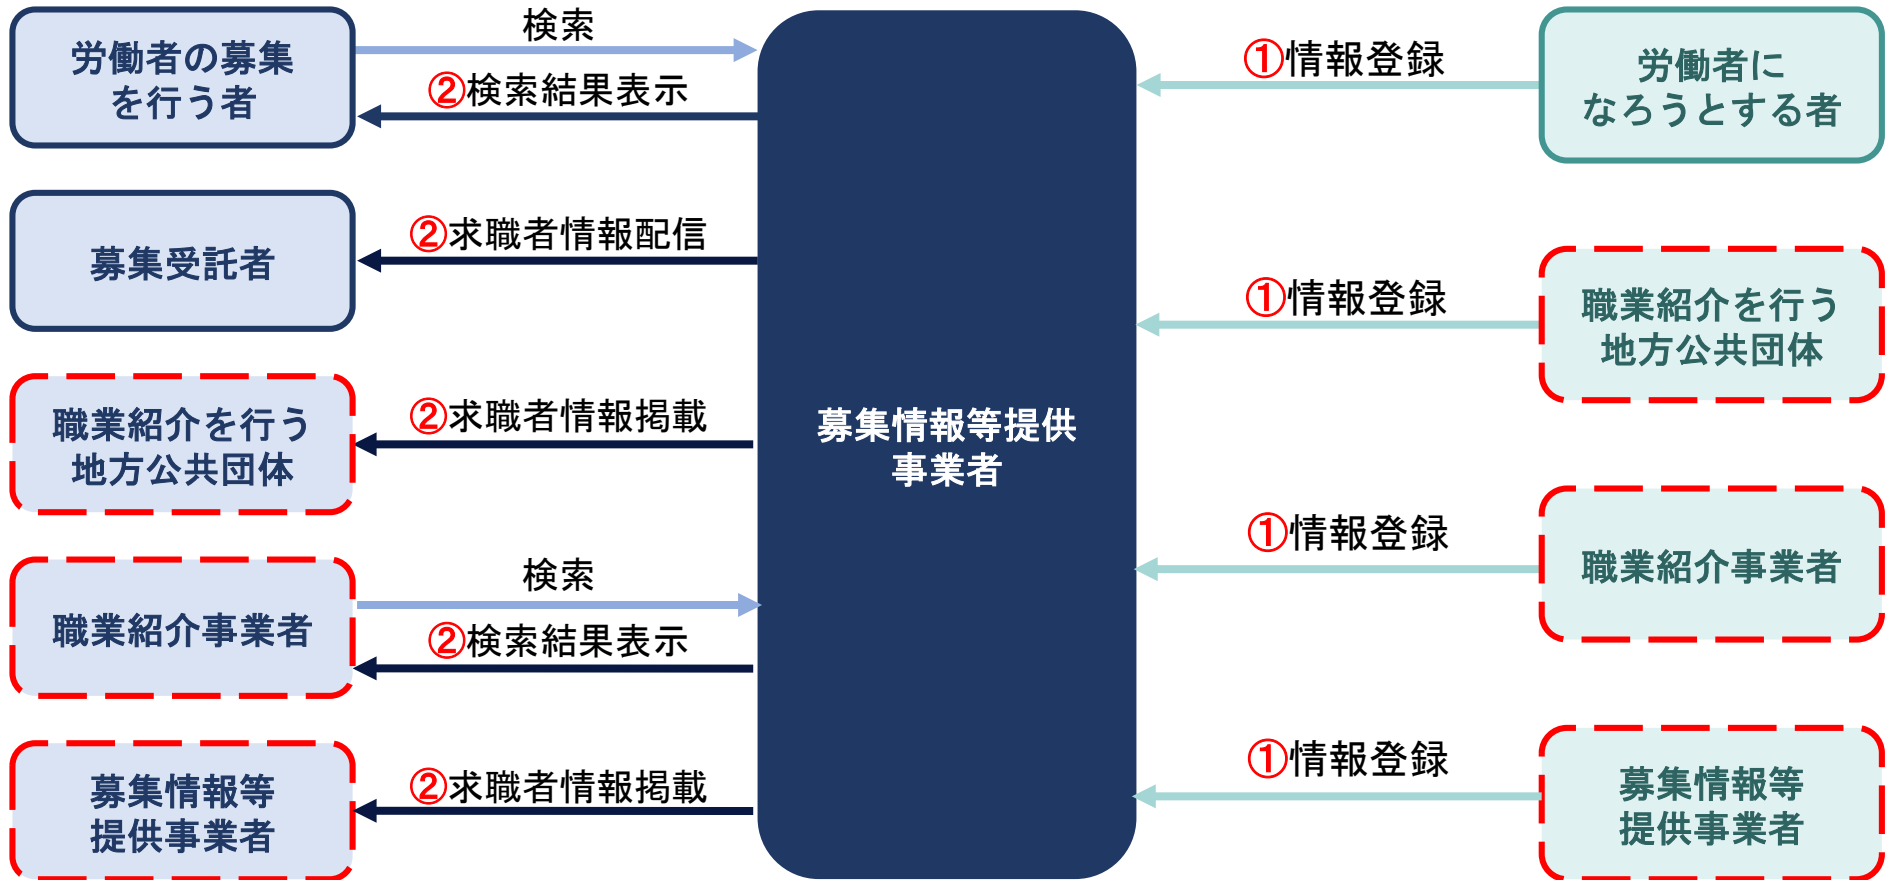 労働者の募集
を行う者
検索
②検索結果表示
募集受託者
②求職者情報配信
職業紹介を行う
地方公共団体
②求職者情報掲載
職業紹介事業者
検索
②検索結果表示
募集情報等
提供事業者
②求職者情報掲載
募集情報等提供
事業者
①情報登録
労働者に
なろうとする者
①情報登録
職業紹介を行う
地方公共団体
①情報登録
職業紹介事業者
①情報登録
募集情報等
提供事業者